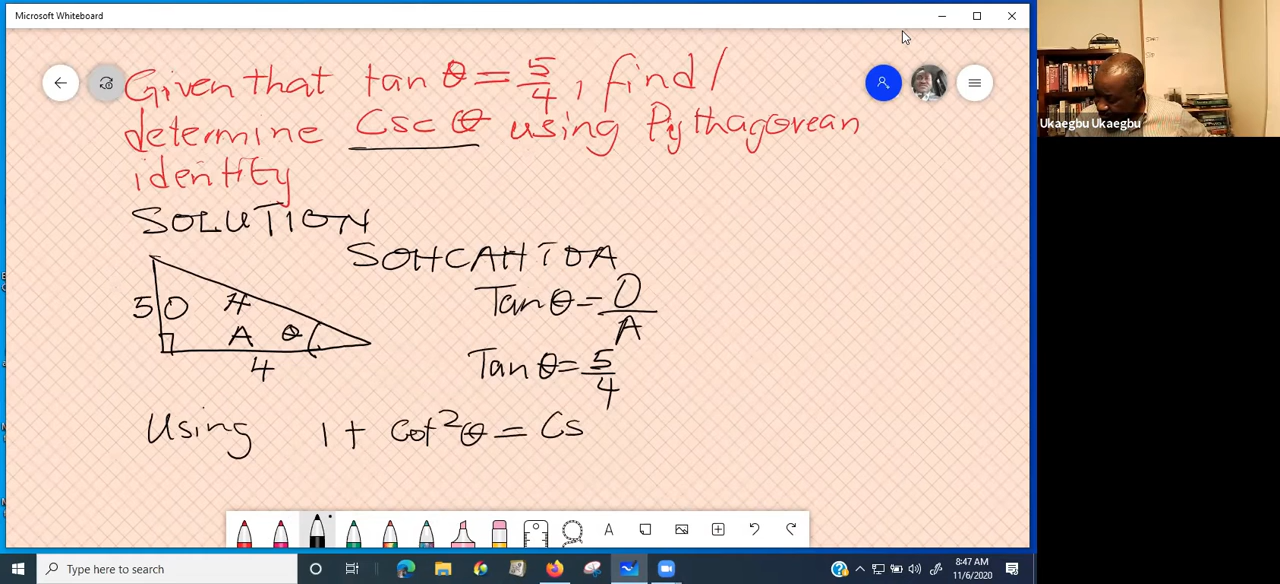 Microsoft Whiteboard
Given that tan θ = 5/4, find/
determine Csc θ using Pythagorean
identity
SOLUTION
SOHCAHTOA
5 O H
A θ
4
Tan θ = O/A
Tan θ = 5/4
Using 1 + Cot²θ = Cs
Ukaegbu Ukaegbu
A
Type here to search
8:47 AM
11/6/2020